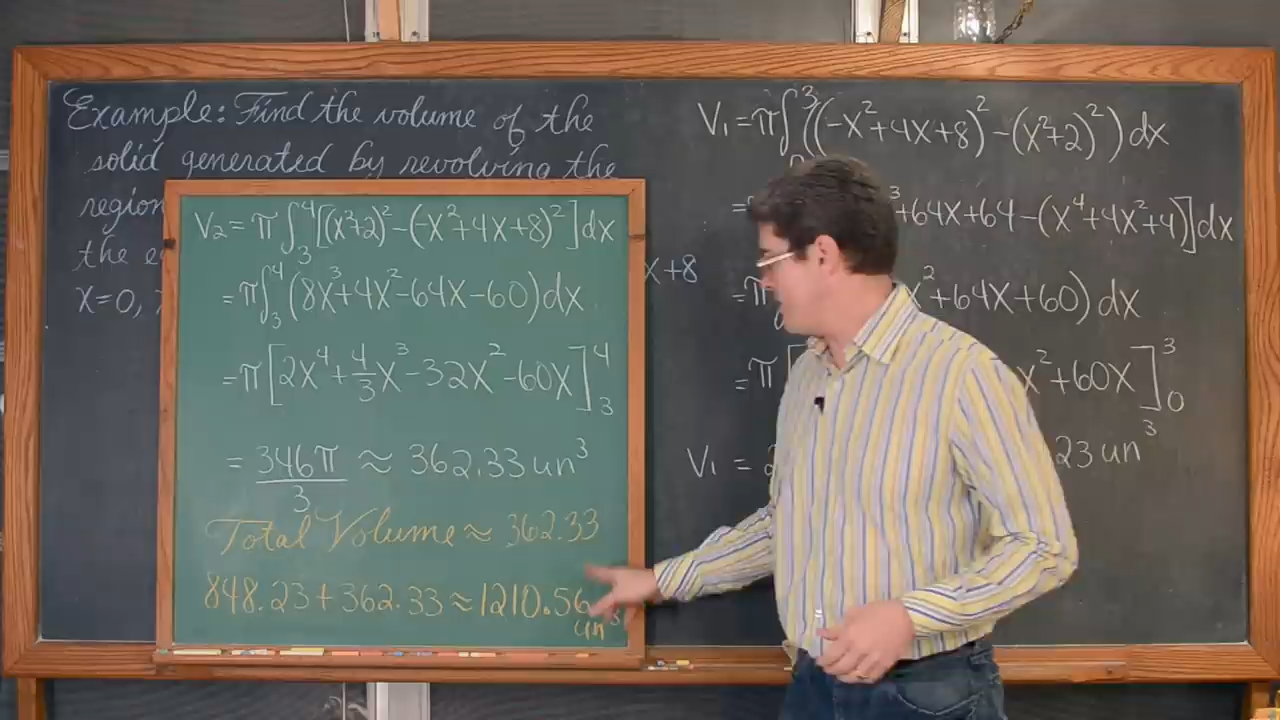 Example: Find the volume of the
solid generated by revolving the
region
the
x=0,
x+8
V₂ = π∫₃⁴[(x²+2)²-(-x²+4x+8)²]dx
=π∫₃⁴(8x³+4x²-64x-60)dx
=π[2x⁴+4/3x³-32x²-60x]₃⁴
= 346π/3 ≈ 362.33 un³
Total Volume ≈ 362.33
848.23+362.33≈1210.56
un³
V₁=π∫³((-x²+4x+8)²-(x²+2)²)dx
=³+64x+64-(x⁴+4x²+4)]dx
=π x²+64x+60)dx
=π[x²+60x]₀³
V₁ = 23 un³